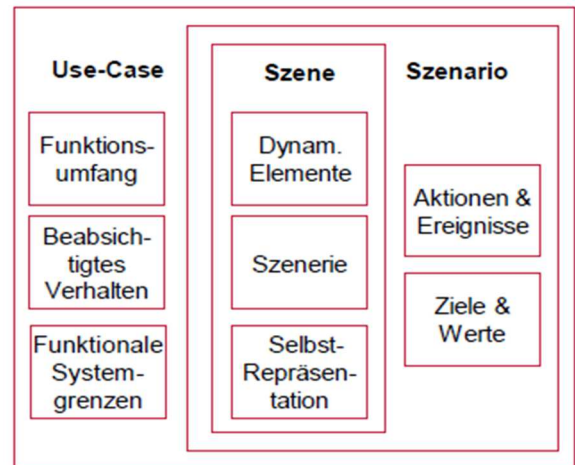 Use-Case
Funktions-
umfang
Beabsich-
tigtes
Verhalten
Funktionale
System-
grenzen
Szene
Dynam.
Elemente
Szenerie
Selbst-
Repräsen-
tation
Szenario
Aktionen &
Ereignisse
Ziele &
Werte